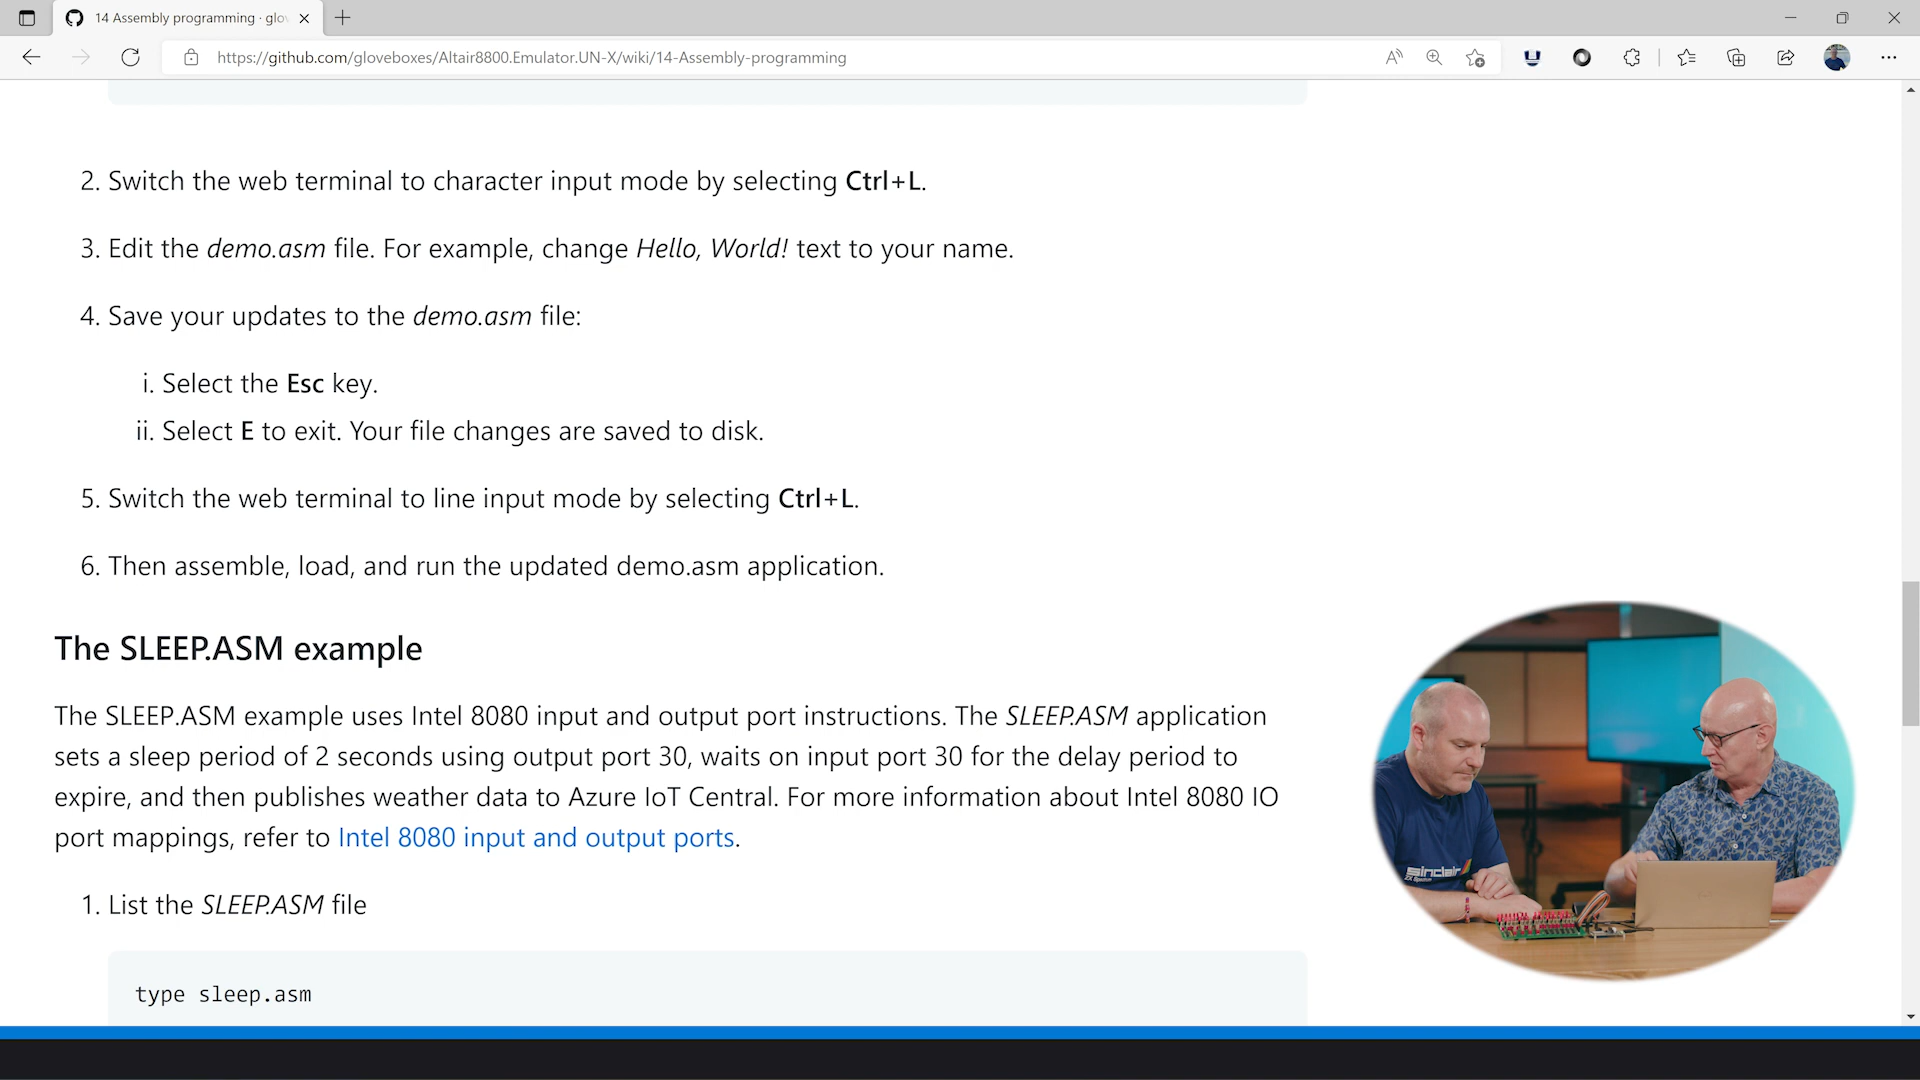 14 Assembly programming · glo
https://github.com/gloveboxes/Altair8800.Emulator.UN-X/wiki/14-Assembly-programming
2. Switch the web terminal to character input mode by selecting Ctrl+L.
3. Edit the demo.asm file. For example, change Hello, World! text to your name.
4. Save your updates to the demo.asm file:
i. Select the Esc key.
ii. Select E to exit. Your file changes are saved to disk.
5. Switch the web terminal to line input mode by selecting Ctrl+L.
6. Then assemble, load, and run the updated demo.asm application.
The SLEEP.ASM example
The SLEEP.ASM example uses Intel 8080 input and output port instructions. The SLEEP.ASM application
sets a sleep period of 2 seconds using output port 30, waits on input port 30 for the delay period to
expire, and then publishes weather data to Azure IoT Central. For more information about Intel 8080 IO
port mappings, refer to Intel 8080 input and output ports.
1. List the SLEEP.ASM file
type sleep.asm
sinclair
ZX Spectrum